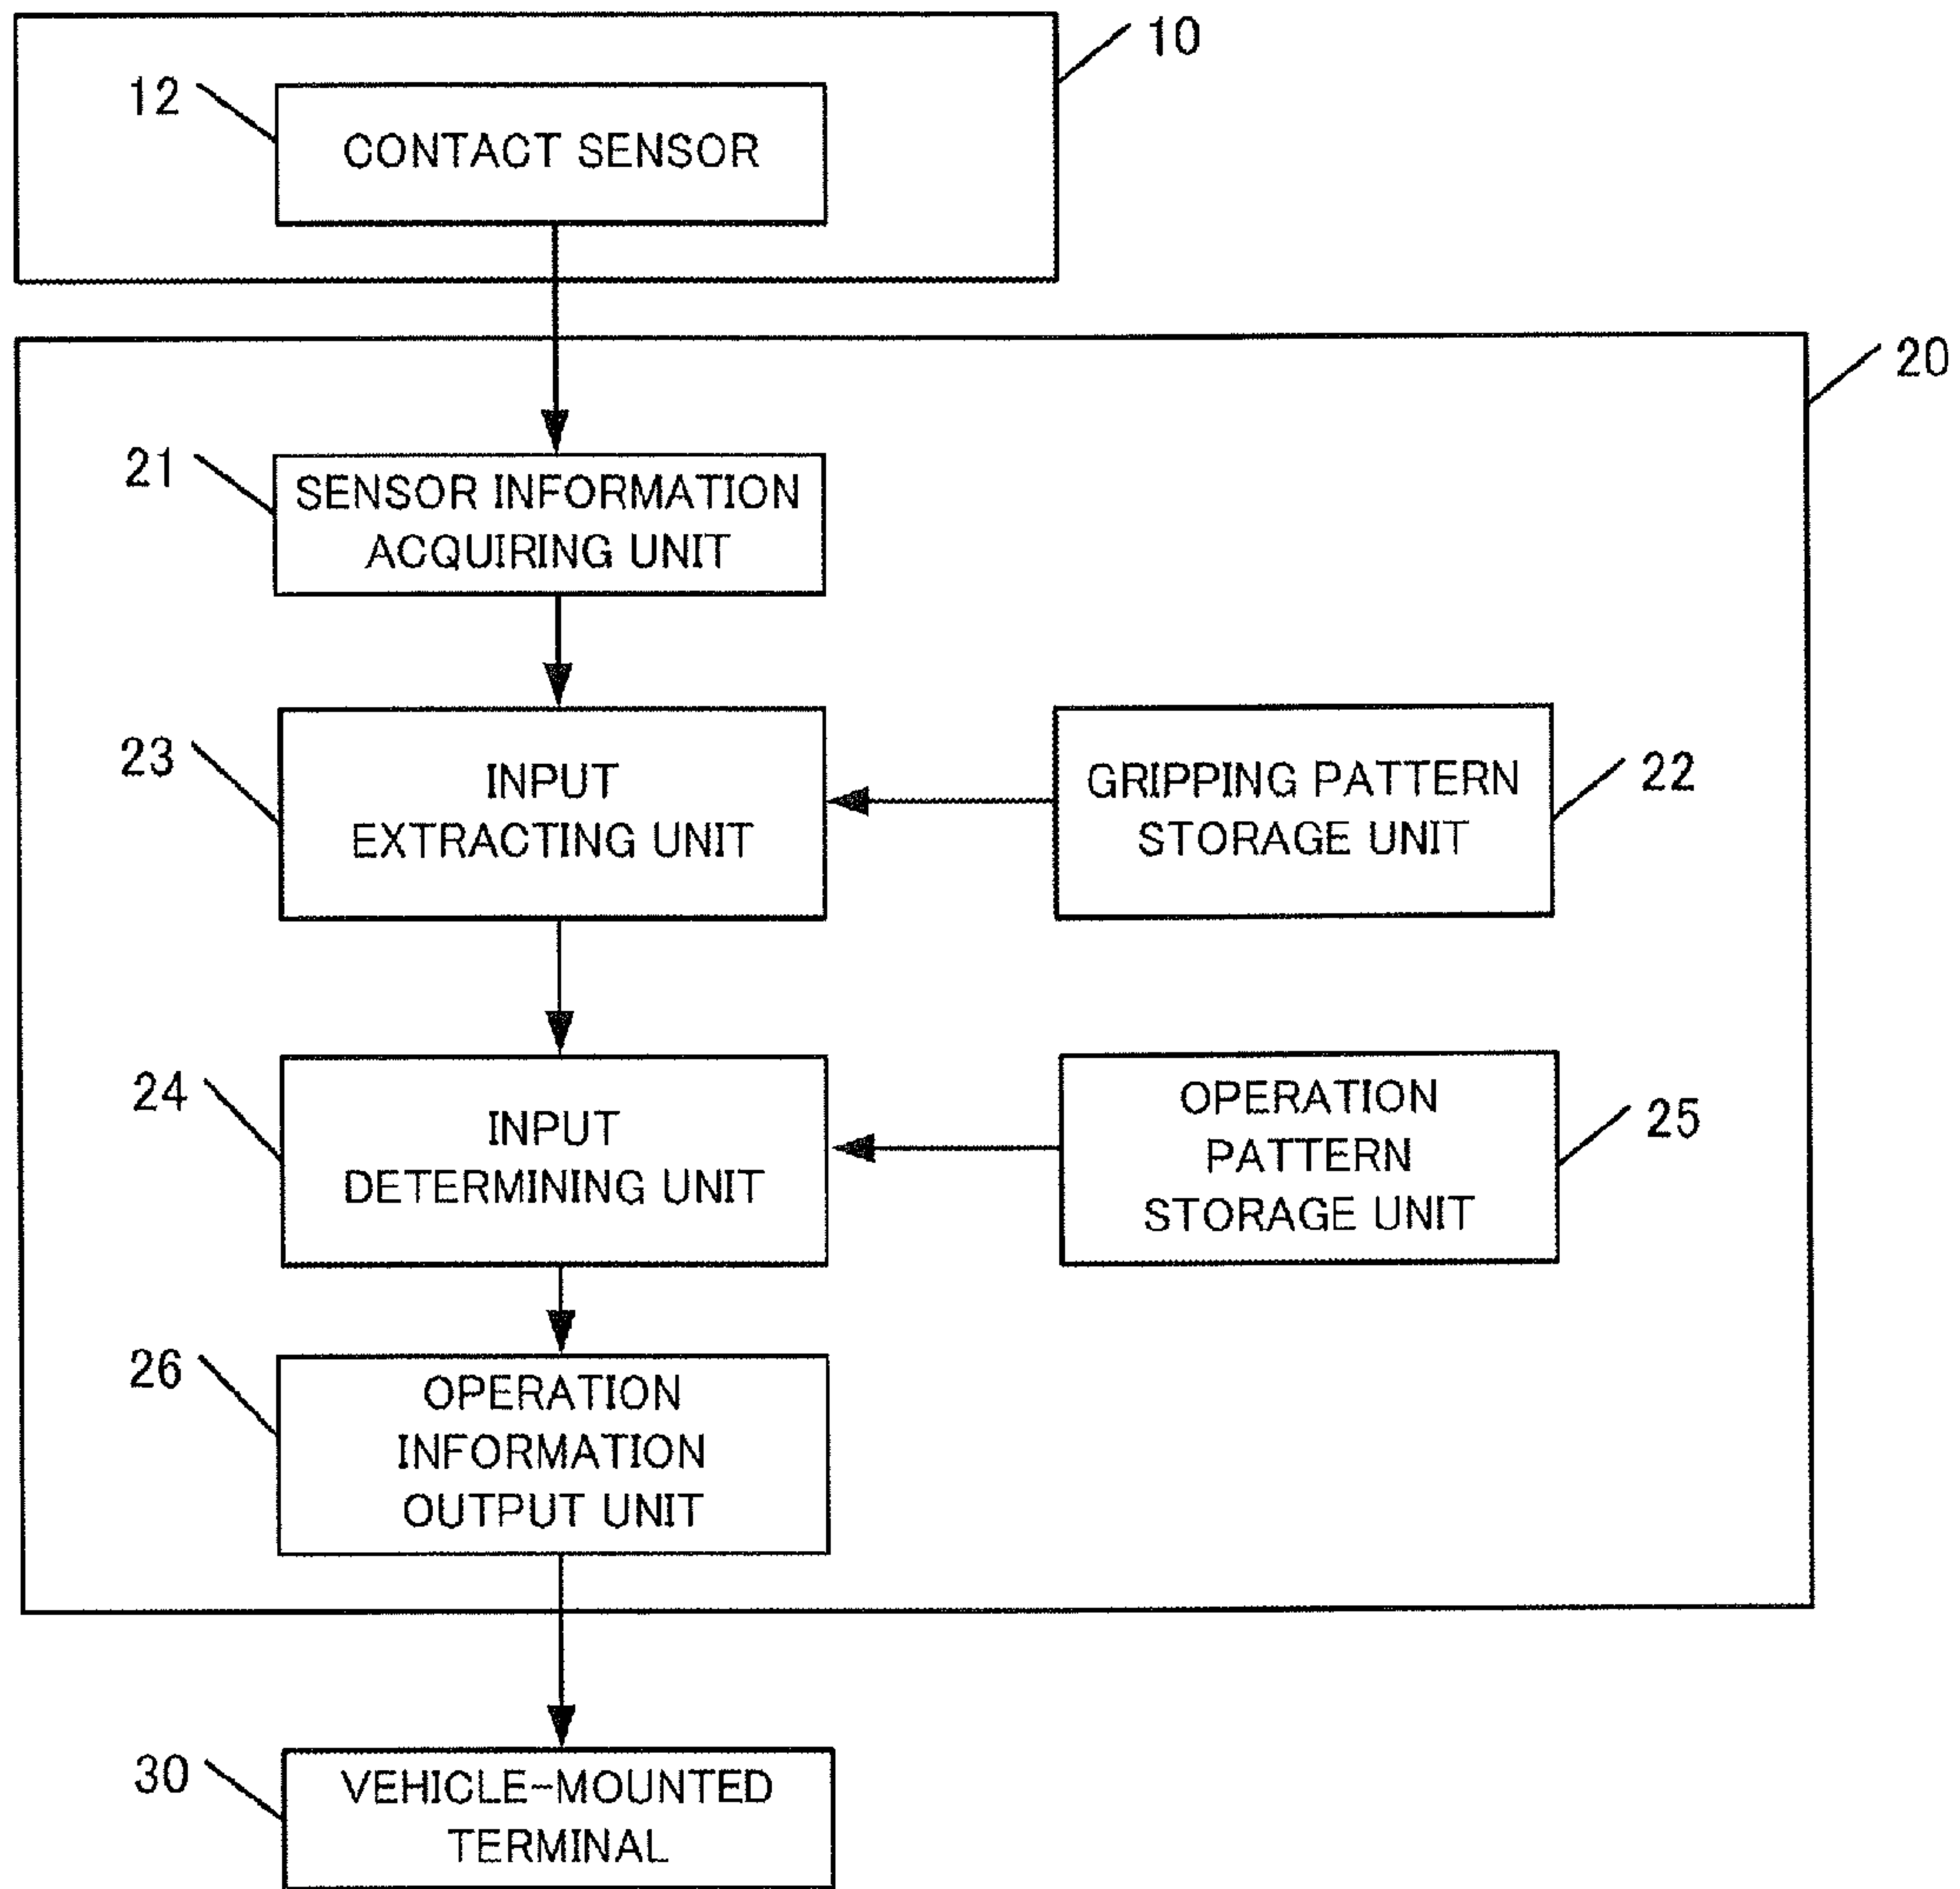 10
12
CONTACT SENSOR
20
21
SENSOR INFORMATION
ACQUIRING UNIT
23
INPUT
EXTRACTING UNIT
GRIPPING PATTERN
STORAGE UNIT
22
24
INPUT
DETERMINING UNIT
OPERATION
PATTERN
STORAGE UNIT
25
26
OPERATION
INFORMATION
OUTPUT UNIT
30
VEHICLE-MOUNTED
TERMINAL